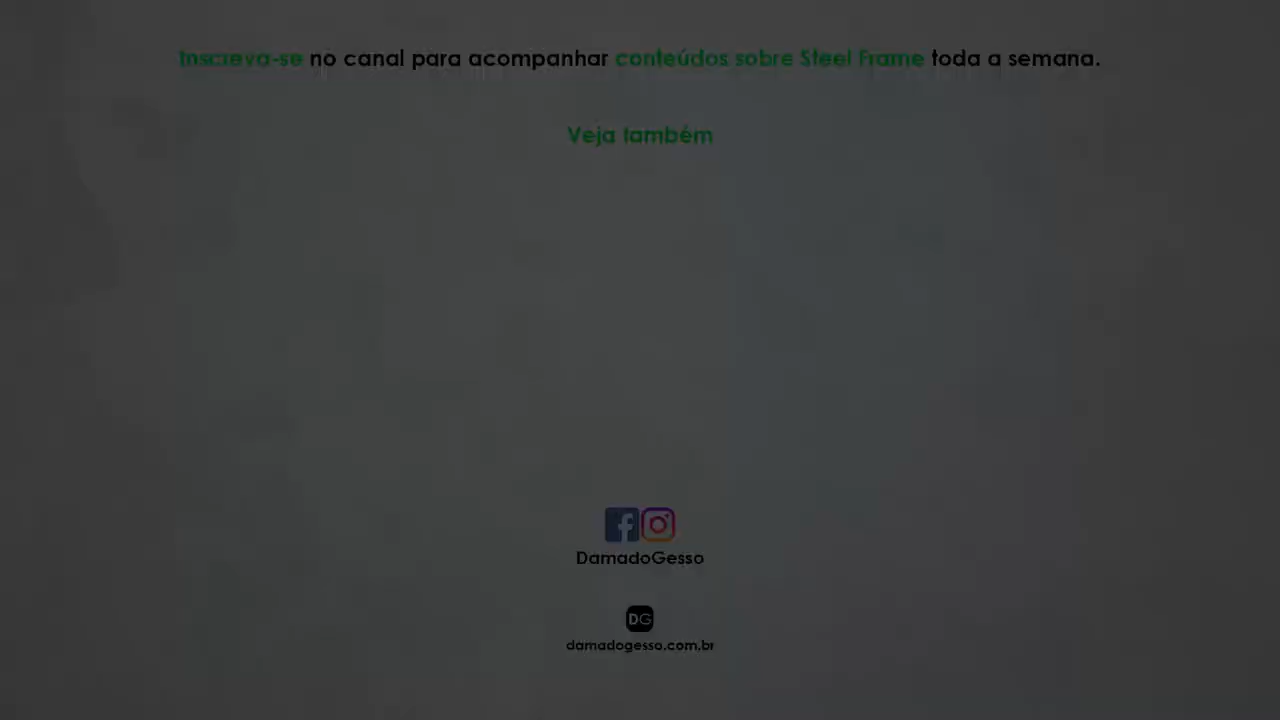 Inscreva-se no canal para acompanhar conteúdos sobre Steel Frame toda a semana.
Veja também
DamadoGesso
DG
damadogesso.com.br